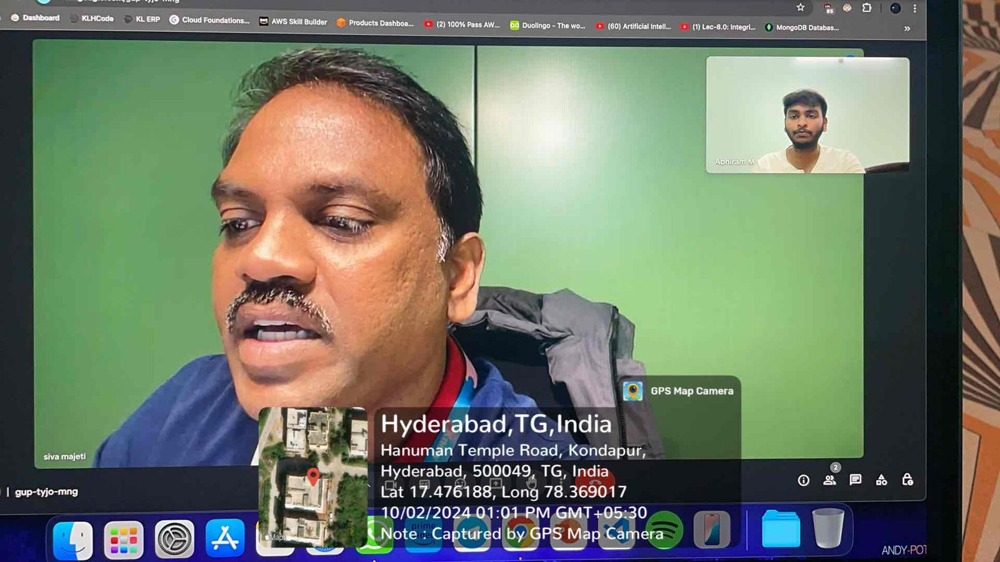 Dashboard
KLHCode
KL ERP
Cloud Foundations...
AWS Skill Builder
Products Dashboa...
(2) 100% Pass AW...
Duolingo - The wo...
(60) Artificial Intell...
(1) Lec-8.0: Integri...
MongoDB Databas...
»
85
Abhiram M
siva majeti
GPS Map Camera
Hyderabad,TG,India
Hanuman Temple Road, Kondapur,
Hyderabad, 500049, TG, India
Lat 17.476188, Long 78.369017
10/02/2024 01:01 PM GMT+05:30
Note : Captured by GPS Map Camera
Maps
2
| gup-tyjo-mng
prime
ANDY-POT